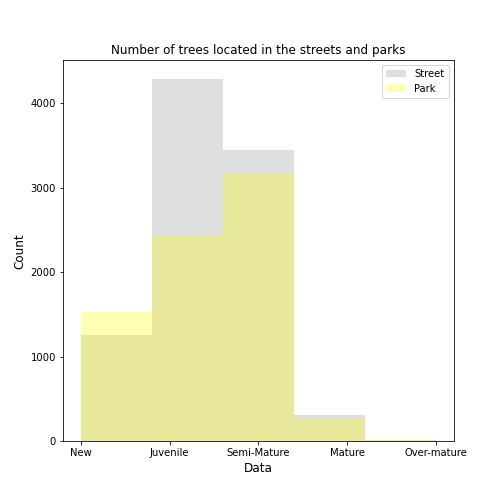 Number of trees located in the streets and parks
Street
Park
Count
4000
3000
2000
1000
0
New
Juvenile
Semi-Mature
Mature
Over-mature
Data